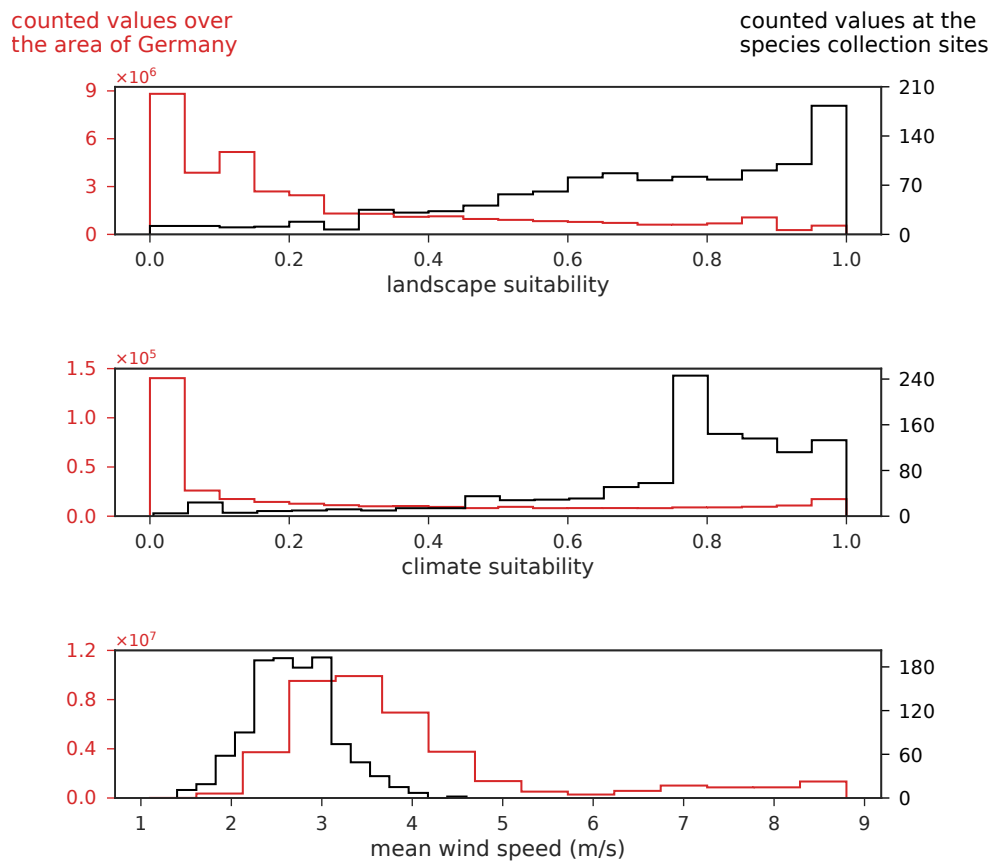 counted values over
the area of Germany
counted values at the
species collection sites
×10⁶
9
6
3
0
210
140
70
0
0.0 0.2 0.4 0.6 0.8 1.0
landscape suitability
×10⁵
1.5
1.0
0.5
0.0
240
160
80
0
0.0 0.2 0.4 0.6 0.8 1.0
climate suitability
×10⁷
1.2
0.8
0.4
0.0
180
120
60
0
1 2 3 4 5 6 7 8 9
mean wind speed (m/s)